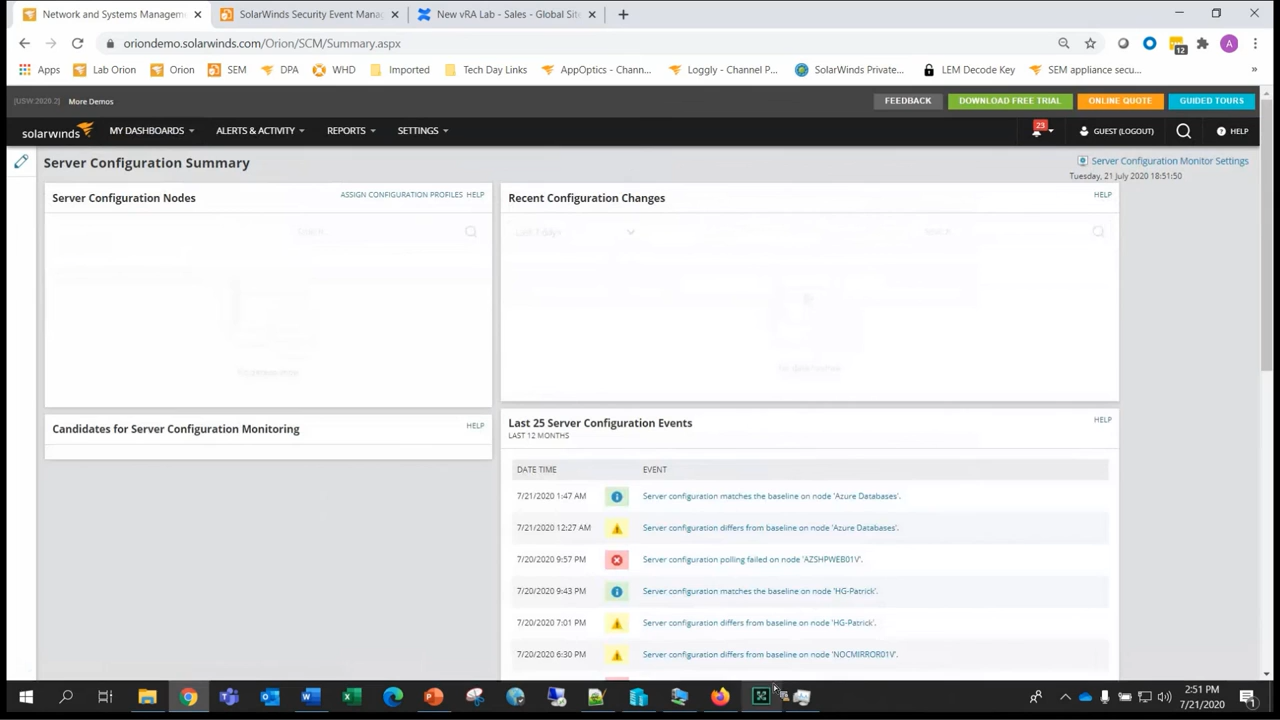 Network and Systems Manageme
SolarWinds Security Event Manag
New vRA Lab - Sales - Global Site
oriondemo.solarwinds.com/Orion/SCM/Summary.aspx
12
A
Apps
Lab Orion
Orion
SEM
DPA
WHD
Imported
Tech Day Links
AppOptics - Chann...
Loggly - Channel P...
SolarWinds Private...
LEM Decode Key
SEM appliance secu...
[USW.2020.2]
More Demos
FEEDBACK
DOWNLOAD FREE TRIAL
ONLINE QUOTE
GUIDED TOURS
solarwinds
MY DASHBOARDS
ALERTS & ACTIVITY
REPORTS
SETTINGS
23
GUEST (LOGOUT)
HELP
Server Configuration Summary
Server Configuration Monitor Settings
Tuesday, 21 July 2020 18:51:50
Server Configuration Nodes
ASSIGN CONFIGURATION PROFILES
HELP
Recent Configuration Changes
HELP
Candidates for Server Configuration Monitoring
HELP
Last 25 Server Configuration Events
HELP
LAST 12 MONTHS
DATE TIME
EVENT
7/21/2020 1:47 AM
Server configuration matches the baseline on node 'Azure Databases'.
7/21/2020 12:27 AM
Server configuration differs from baseline on node 'Azure Databases'.
7/20/2020 9:57 PM
Server configuration polling failed on node 'AZSHPWEB01V'.
7/20/2020 9:43 PM
Server configuration matches the baseline on node 'HG-Patrick'.
7/20/2020 7:01 PM
Server configuration differs from baseline on node 'HG-Patrick'.
7/20/2020 6:30 PM
Server configuration differs from baseline on node 'NOCMIRROR01V'.
2:51 PM
7/21/2020
1